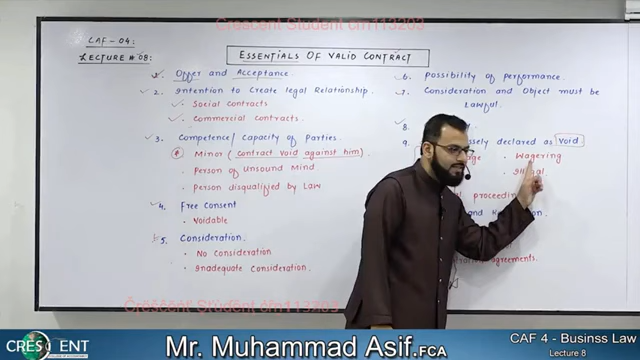 Crescent Student crn113203
CAF - 04:
LECTURE # 08:
ESSENTIALS OF VALID CONTRACT
1. Offer and Acceptance.
2. Intention to Create legal Relationship.
• Social contracts
• Commercial contracts.
3. Competence/Capacity of Parties
Minor (contract void against him)
• Person of Unsound Mind
• Person disqualified by Law
4. Free Consent
• Voidable
5. Consideration.
• No Consideration
• Inadequate Consideration.
6. Possibility of performance.
7. Consideration and Object must be Lawful.
8.
9. declared as void.
• Wagering
proceeding
and
agreements.
Crescent Student crn113203
CRESCENT
Mr. Muhammad Asif.FCA
CAF 4 - Businss Law
Lecture 8